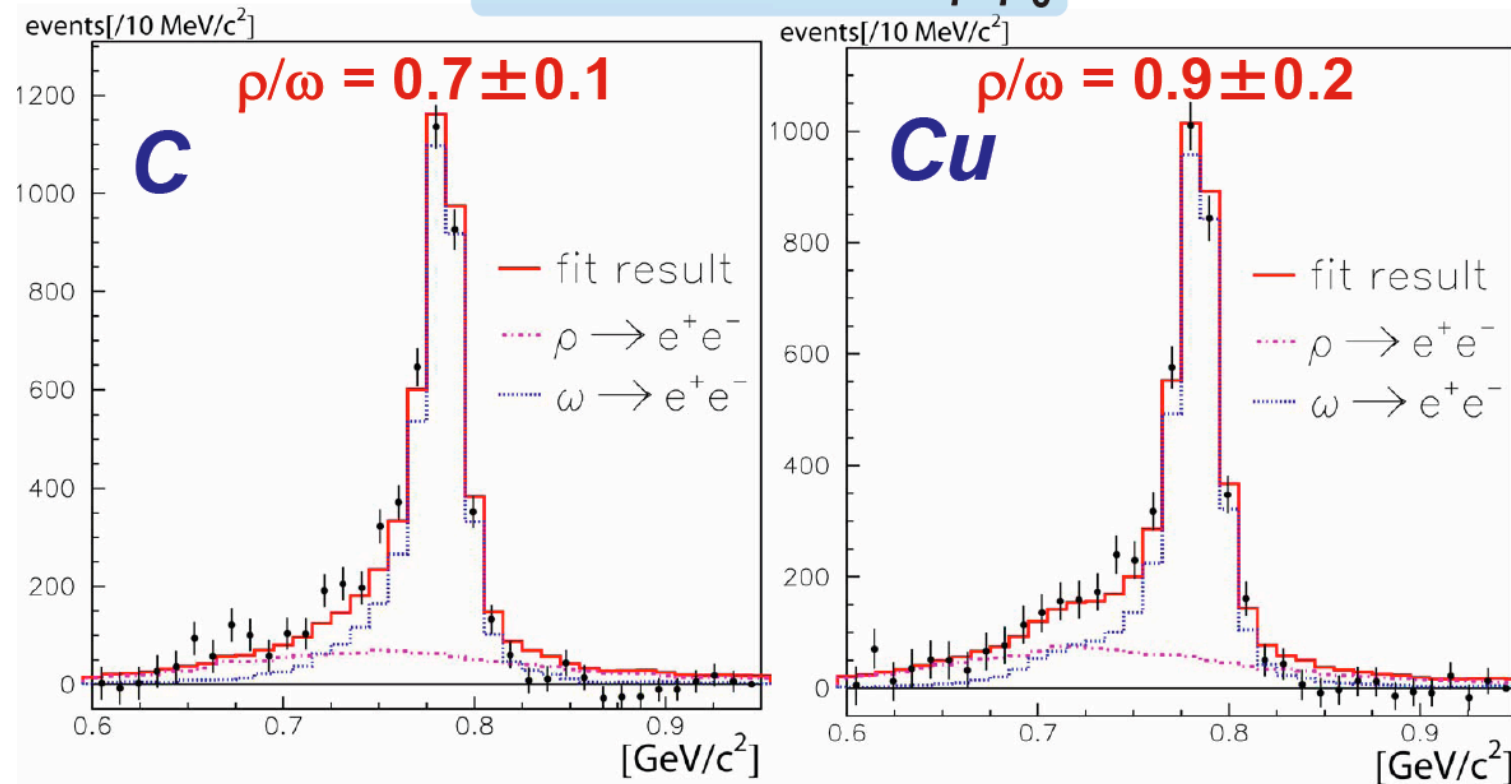 events[/10 MeV/c²]
ρ/ω = 0.7±0.1
C
1200
1000
800
600
400
200
0
fit result
ρ → e⁺e⁻
ω → e⁺e⁻
0.6 0.7 0.8 0.9
[GeV/c²]
events[/10 MeV/c²]
ρ/ω = 0.9±0.2
Cu
1000
800
600
400
200
0
fit result
ρ → e⁺e⁻
ω → e⁺e⁻
0.6 0.7 0.8 0.9
[GeV/c²]